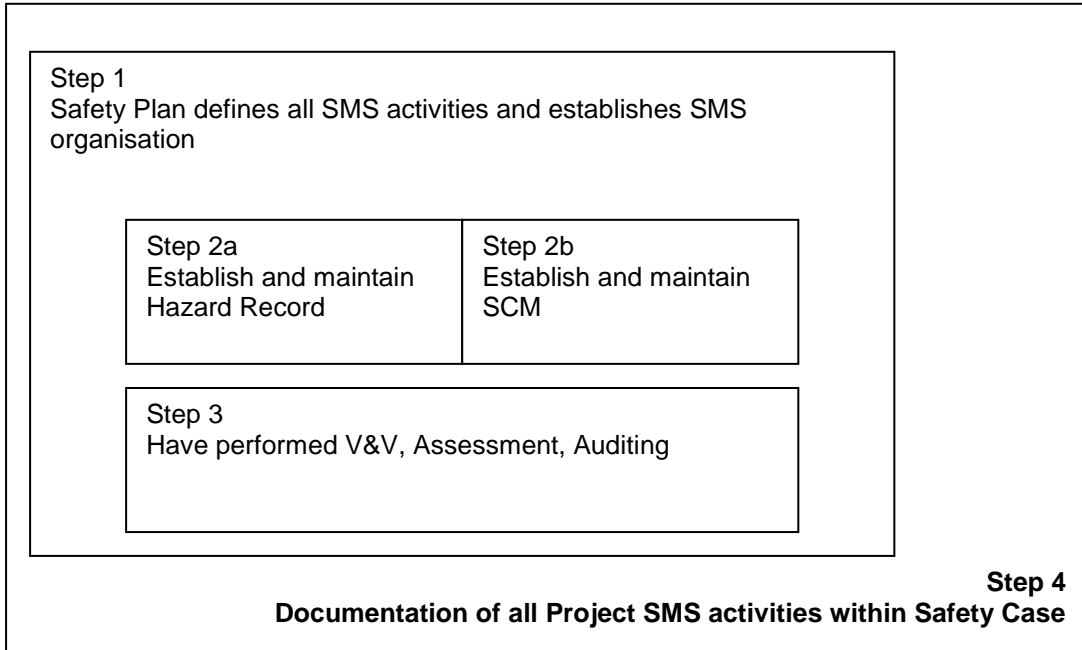 Step 1
Safety Plan defines all SMS activities and establishes SMS
organisation
Step 2a
Establish and maintain
Hazard Record
Step 2b
Establish and maintain
SCM
Step 3
Have performed V&V, Assessment, Auditing
Step 4
Documentation of all Project SMS activities within Safety Case